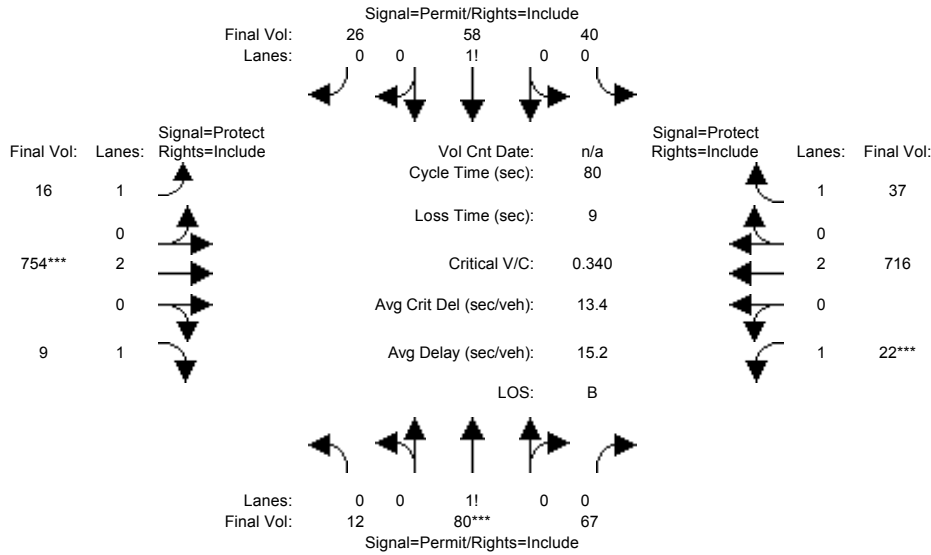 Signal=Permit/Rights=Include
Final Vol: 26 58 40
Lanes: 0 0 1! 0 0
Signal=Protect Signal=Protect
Final Vol: Lanes: Rights=Include Vol Cnt Date: n/a Rights=Include Lanes: Final Vol:
Cycle Time (sec): 80
16 1 1 37
Loss Time (sec): 9
0 0
754*** 2 Critical V/C: 0.340 2 716
0 Avg Crit Del (sec/veh): 13.4 0
9 1 Avg Delay (sec/veh): 15.2 1 22***
LOS: B
Lanes: 0 0 1! 0 0
Final Vol: 12 80*** 67
Signal=Permit/Rights=Include